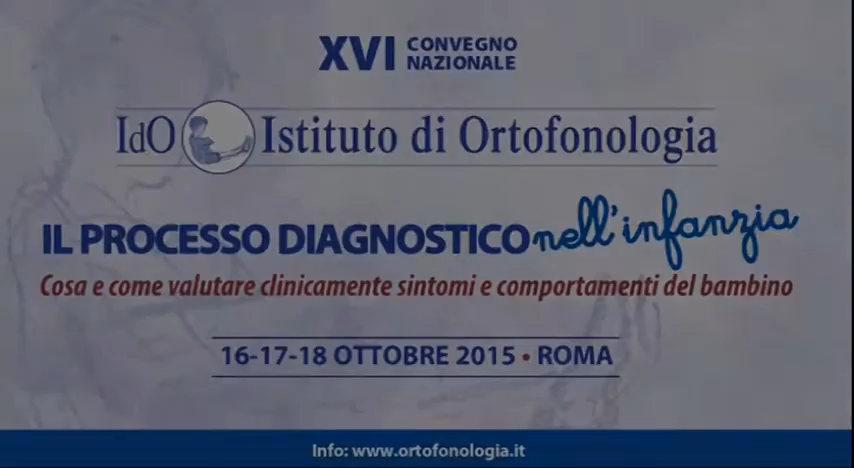 XVI CONVEGNO
NAZIONALE
IdO Istituto di Ortofonologia
IL PROCESSO DIAGNOSTICO nell'infanzia
Cosa e come valutare clinicamente sintomi e comportamenti del bambino
16-17-18 OTTOBRE 2015 • ROMA
Info: www.ortofonologia.it